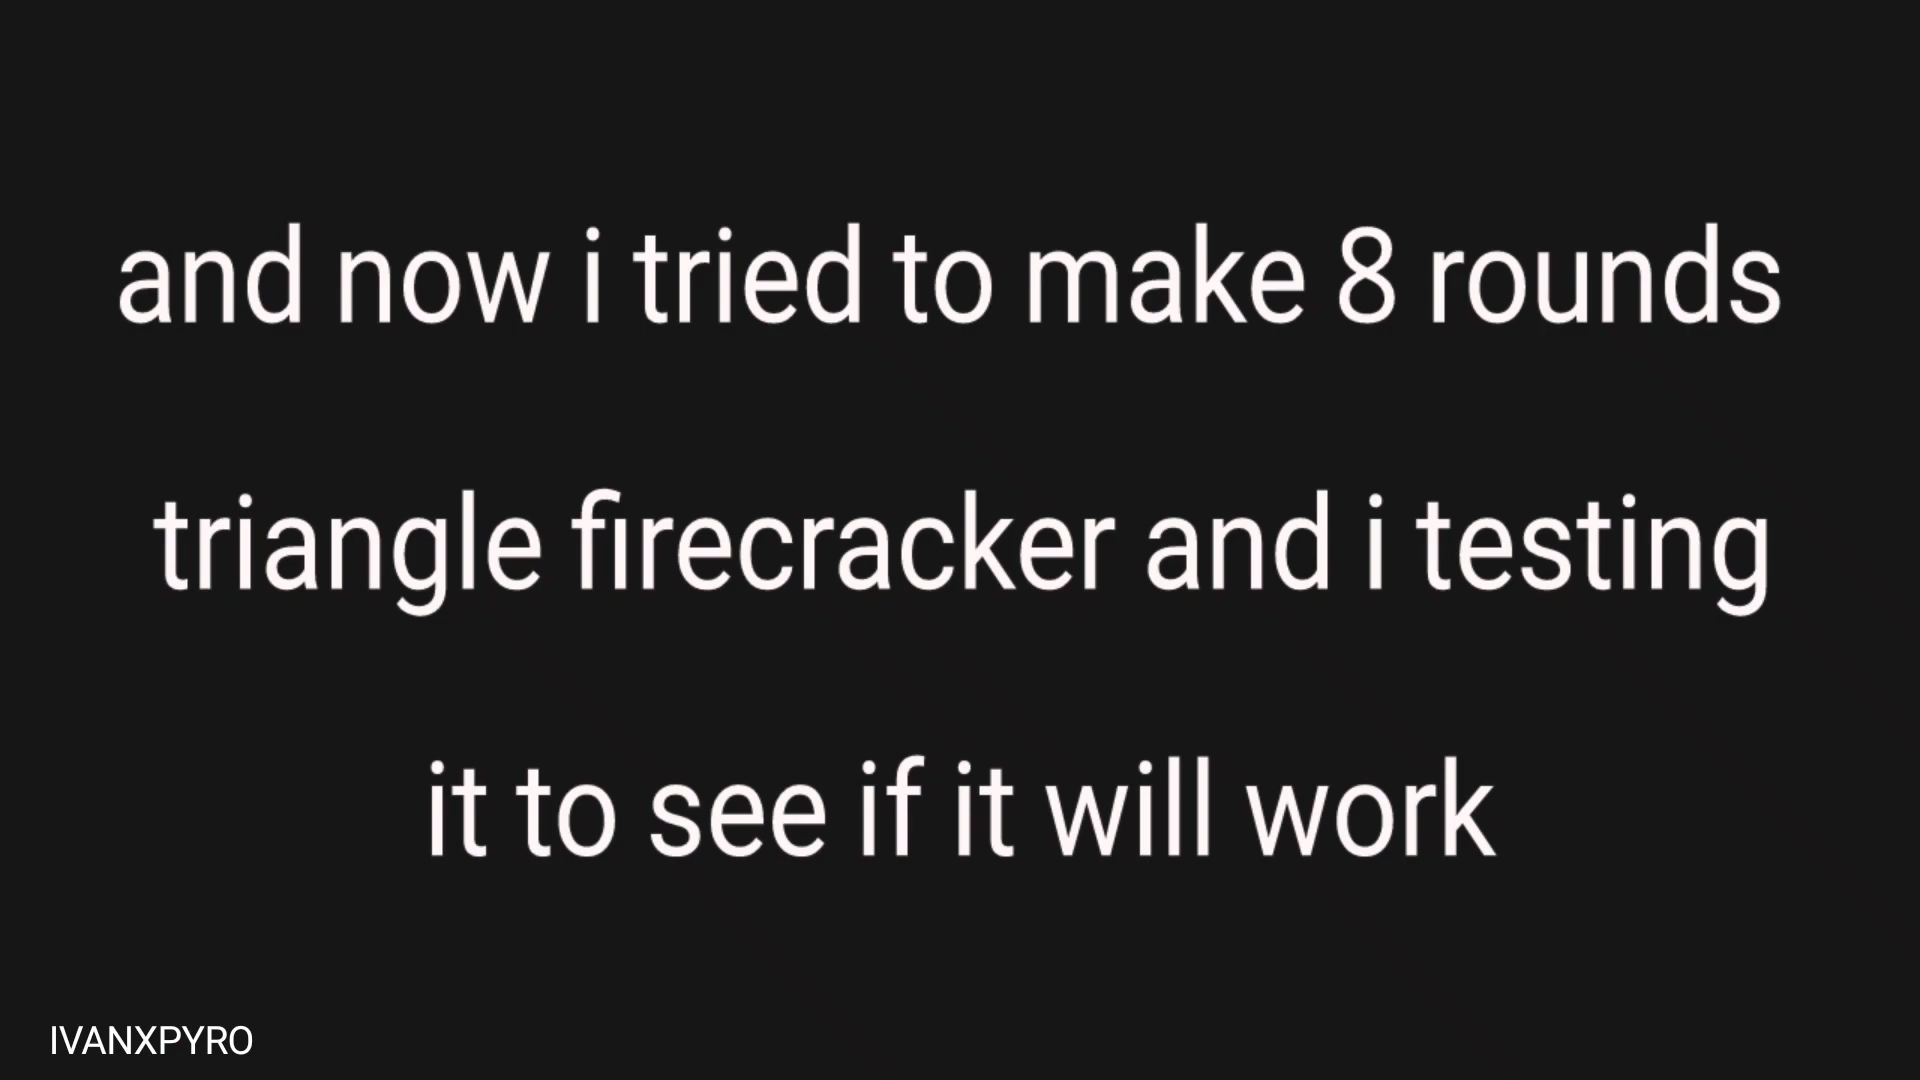 and now i tried to make 8 rounds
triangle firecracker and i testing
it to see if it will work
IVANXPYRO